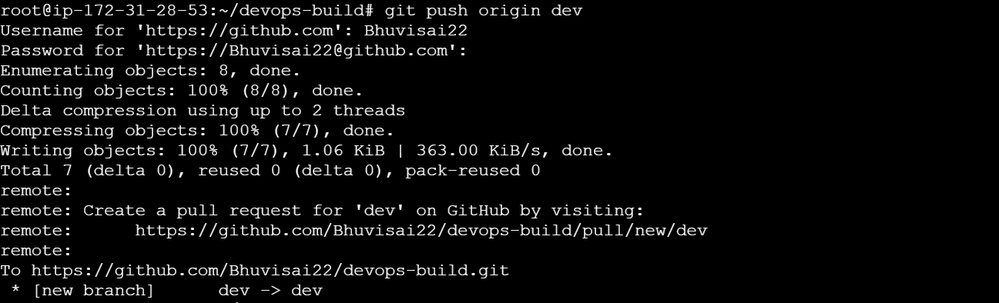 root@ip-172-31-28-53:~/devops-build# git push origin dev
Username for 'https://github.com': Bhuvisai22
Password for 'https://Bhuvisai22@github.com':
Enumerating objects: 8, done.
Counting objects: 100% (8/8), done.
Delta compression using up to 2 threads
Compressing objects: 100% (7/7), done.
Writing objects: 100% (7/7), 1.06 KiB | 363.00 KiB/s, done.
Total 7 (delta 0), reused 0 (delta 0), pack-reused 0
remote:
remote: Create a pull request for 'dev' on GitHub by visiting:
remote:      https://github.com/Bhuvisai22/devops-build/pull/new/dev
remote:
To https://github.com/Bhuvisai22/devops-build.git
 * [new branch]      dev -> dev